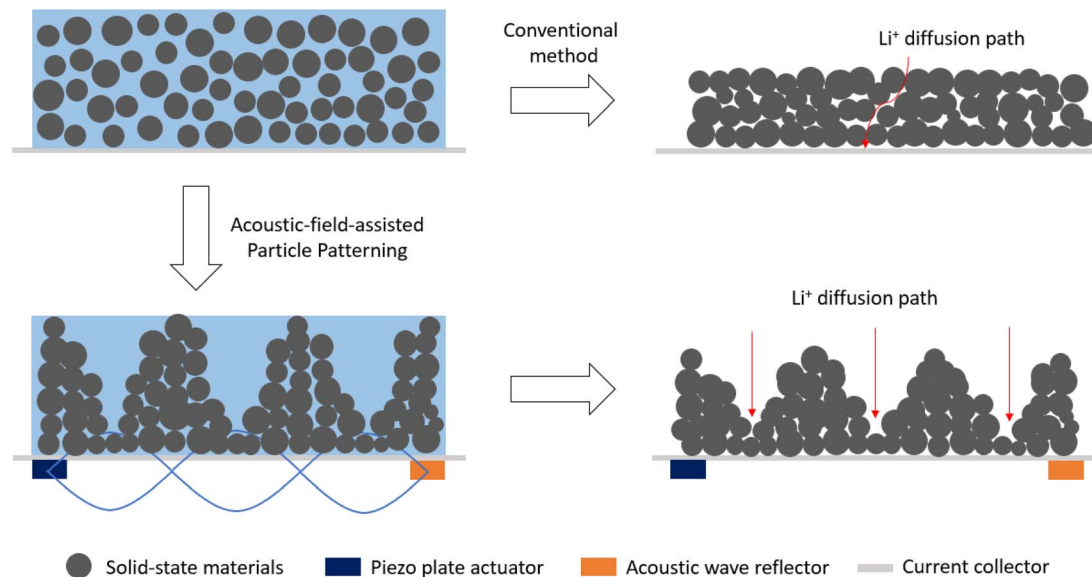 Conventional
method
Li⁺ diffusion path
Acoustic-field-assisted
Particle Patterning
Li⁺ diffusion path
Solid-state materials
Piezo plate actuator
Acoustic wave reflector
Current collector